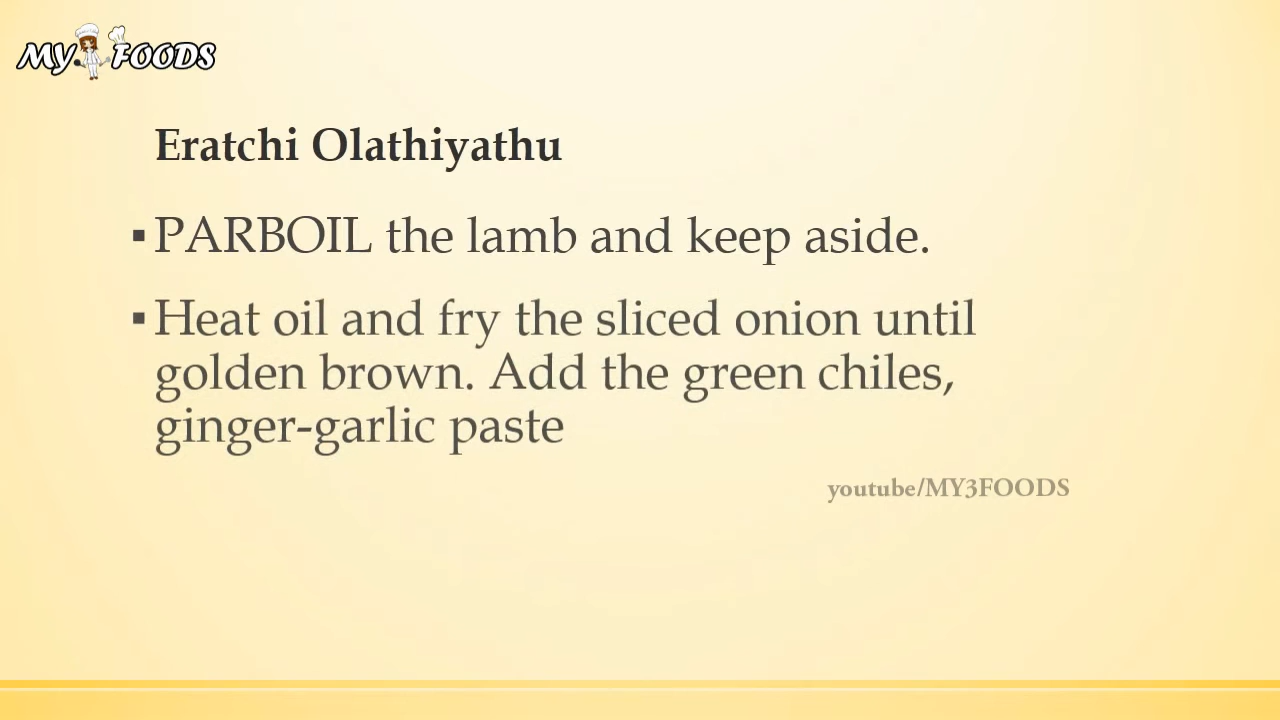 MY FOODS
Eratchi Olathiyathu
▪PARBOIL the lamb and keep aside.
▪Heat oil and fry the sliced onion until
golden brown. Add the green chiles,
ginger-garlic paste
youtube/MY3FOODS